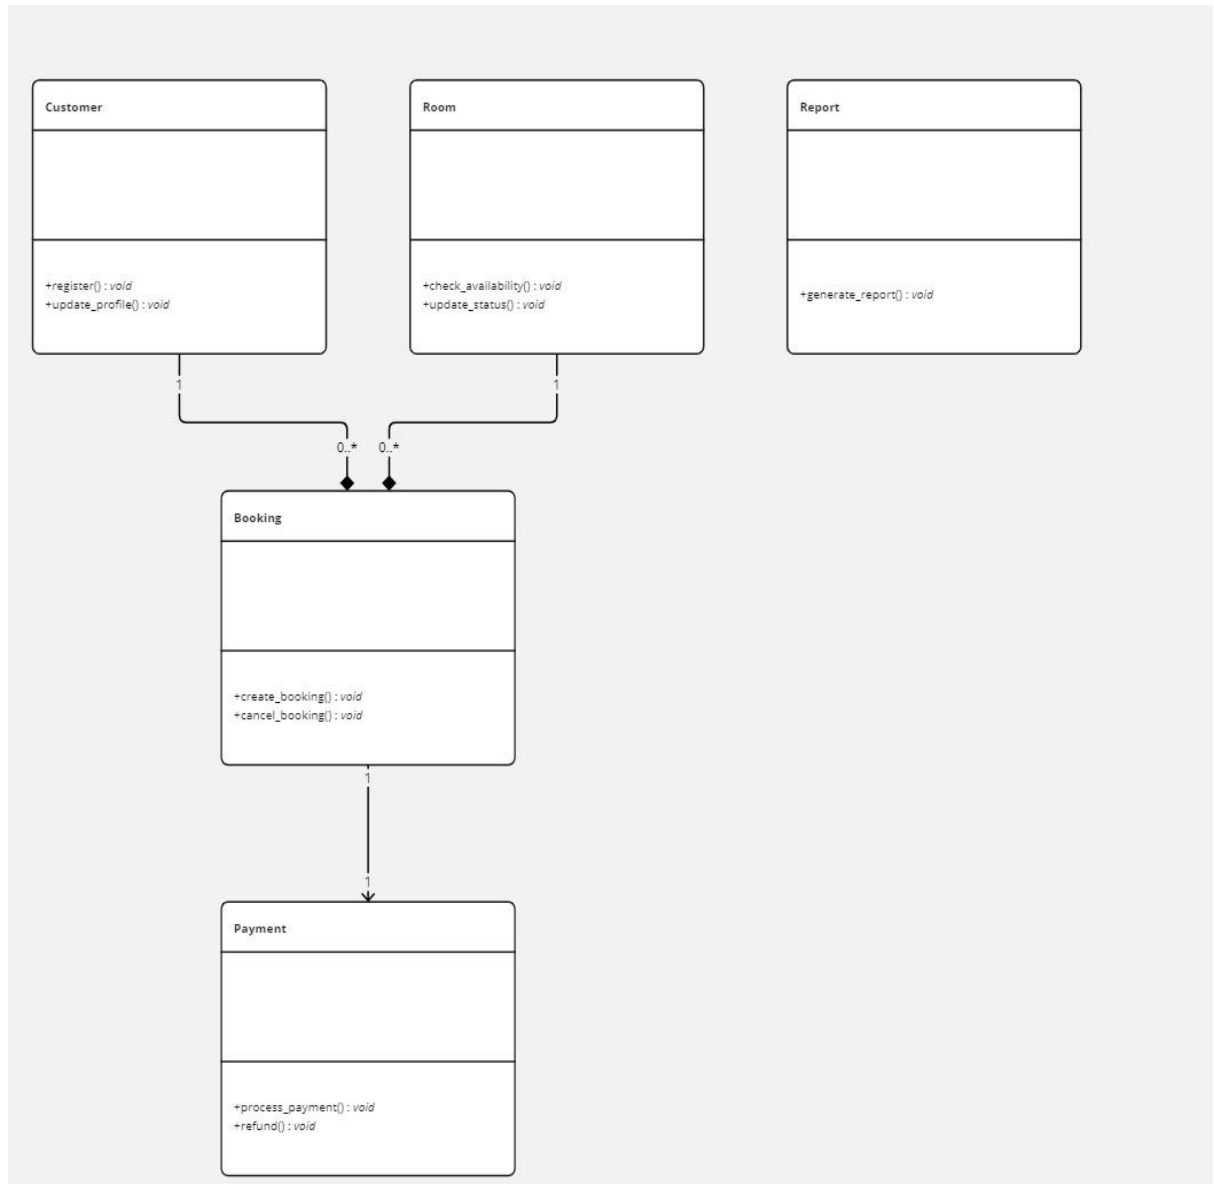 Customer
+register() : void
+update_profile() : void
Room
+check_availability() : void
+update_status() : void
Report
+generate_report() : void
1
1
0..*
0..*
Booking
+create_booking() : void
+cancel_booking() : void
1
1
Payment
+process_payment() : void
+refund() : void